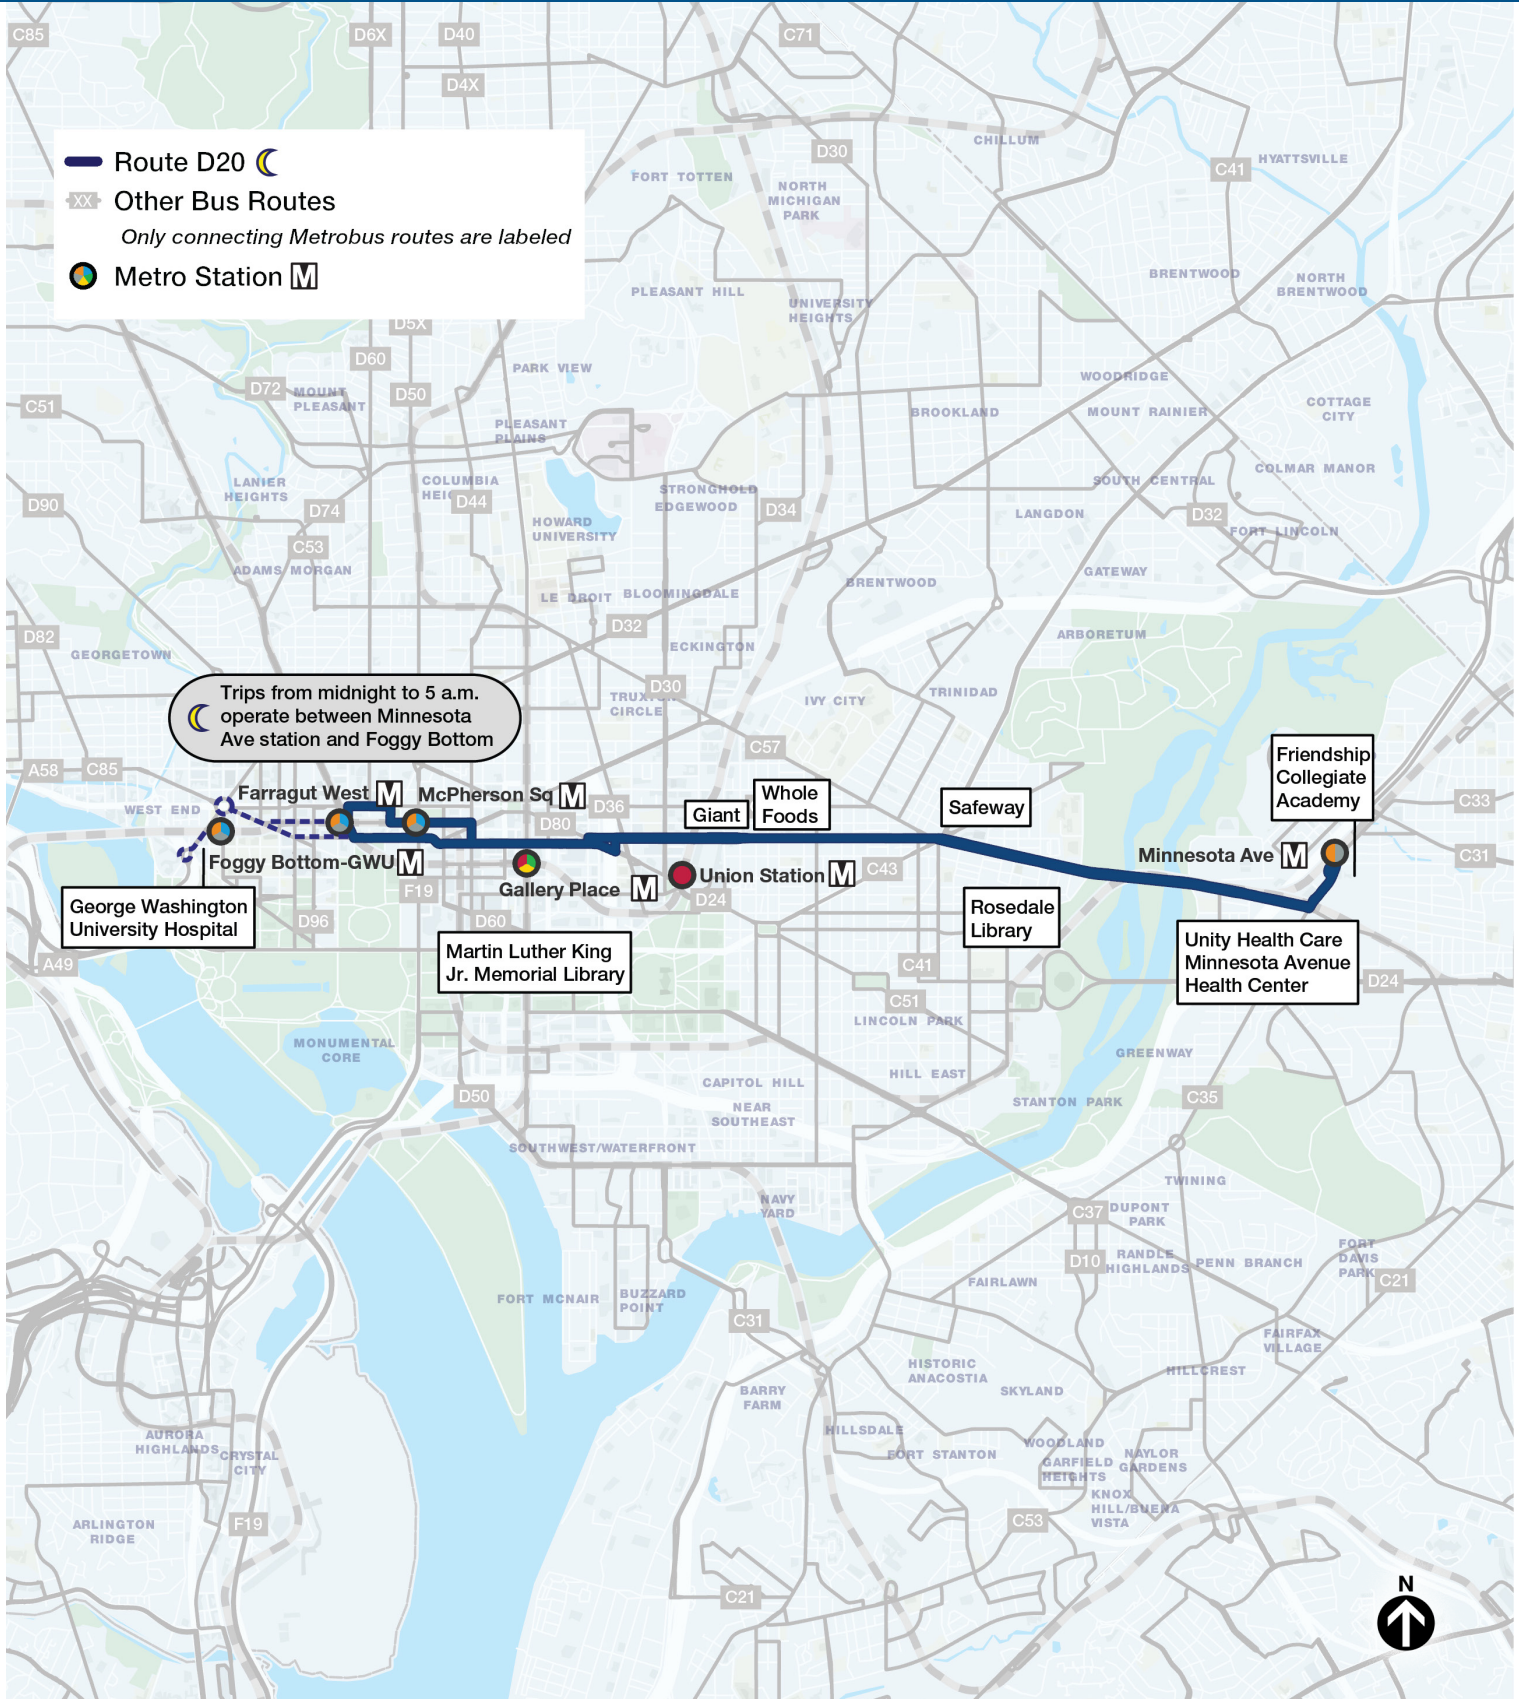 C85
D6X
D40
C71
D4X
Route D20
XX Other Bus Routes
Only connecting Metrobus routes are labeled
Metro Station M
D30
CHILLUM
C41
HYATTSVILLE
FORT TOTTEN
NORTH
MICHIGAN
PARK
BRENTWOOD
NORTH
BRENTWOOD
PLEASANT HILL
UNIVERSITY
HEIGHTS
D5X
D60
PARK VIEW
D72
MOUNT
PLEASANT
D50
C51
WOODRIDGE
BROOKLAND
MOUNT RAINIER
COTTAGE
CITY
PLEASANT
PLAINS
COLMAR MANOR
LANIER
HEIGHTS
COLUMBIA
D44
STRONGHOLD
EDGEWOOD
SOUTH CENTRAL
D90
D74
D34
LANGDON
D32
FORT LINCOLN
HOWARD
UNIVERSITY
C53
ADAMS MORGAN
BRENTWOOD
GATEWAY
LE DROIT
BLOOMINGDALE
D32
D82
ARBORETUM
GEORGETOWN
ECKINGTON
D30
TRUXTON
CIRCLE
IVY CITY
TRINIDAD
Trips from midnight to 5 a.m.
operate between Minnesota
Ave station and Foggy Bottom
C57
A58
C85
Friendship
Collegiate
Academy
WEST END
Farragut West M
McPherson Sq M
D36
D80
Giant
Whole
Foods
Safeway
C33
Foggy Bottom-GWU M
Gallery Place M
Union Station M
C43
Minnesota Ave M
C31
F19
D24
George Washington
University Hospital
D96
D60
Rosedale
Library
Martin Luther King
Jr. Memorial Library
Unity Health Care
Minnesota Avenue
Health Center
A49
C41
D24
C51
LINCOLN PARK
MONUMENTAL
CORE
GREENWAY
HILL EAST
CAPITOL HILL
D50
NEAR
SOUTHEAST
STANTON PARK
C35
SOUTHWEST/WATERFRONT
TWINING
NAVY
YARD
C37
DUPONT
PARK
D10
RANDLE
HIGHLANDS
PENN BRANCH
FORT
DAVIS
PARK
C21
FAIRLAWN
FORT MCNAIR
BUZZARD
POINT
C31
FAIRFAX
VILLAGE
HISTORIC
ANACOSTIA
HILLCREST
BARRY
FARM
SKYLAND
HILLSDALE
AURORA
HIGHLANDS
CRYSTAL
CITY
FORT STANTON
WOODLAND
GARFIELD
HEIGHTS
NAYLOR
GARDENS
KNOX
HILL/BUENA
VISTA
ARLINGTON
RIDGE
F19
C53
C21
N